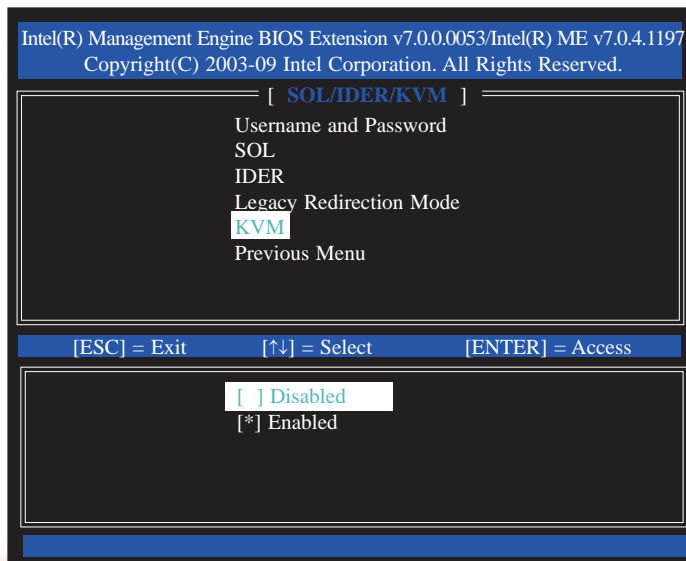 Intel(R) Management Engine BIOS Extension v7.0.0.0053/Intel(R) ME v7.0.4.1197
Copyright(C) 2003-09 Intel Corporation. All Rights Reserved.
[ SOL/IDER/KVM ]
Username and Password
SOL
IDER
Legacy Redirection Mode
KVM
Previous Menu
[ESC] = Exit [↑↓] = Select [ENTER] = Access
[ ] Disabled
[*] Enabled